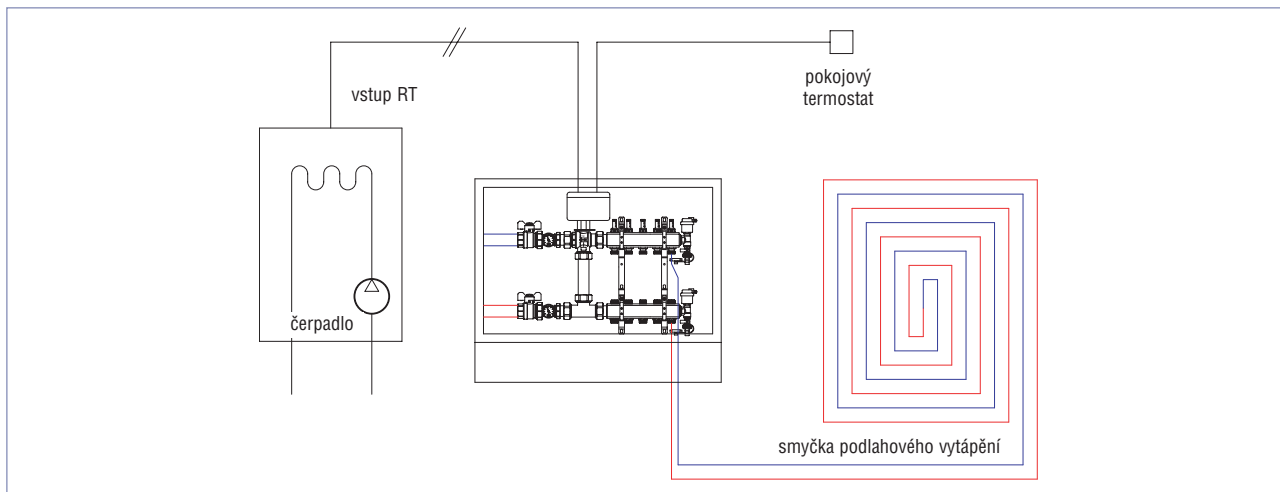 vstup RT
pokojový
termostat
čerpadlo
smyčka podlahového vytápění